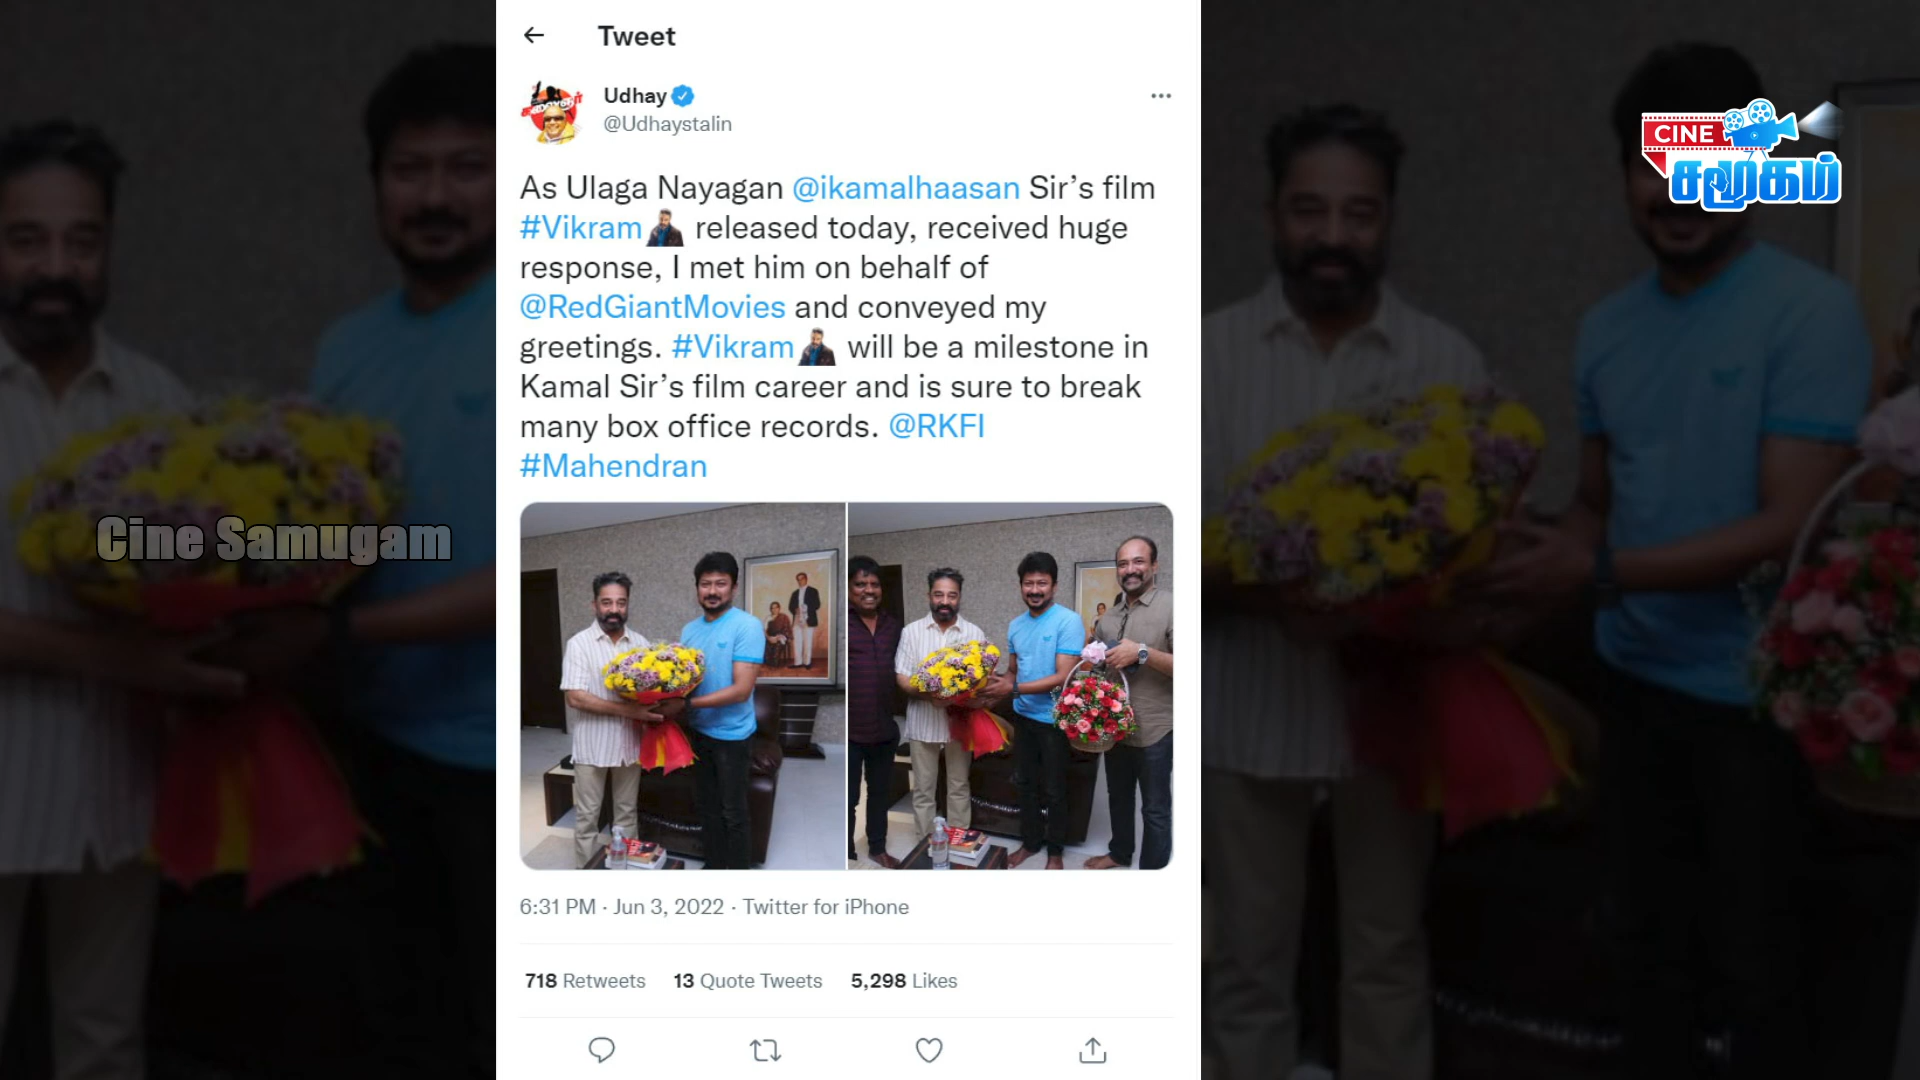 Tweet
Udhay
@Udhaystalin
As Ulaga Nayagan @ikamalhaasan Sir’s film
#Vikram released today, received huge
response, I met him on behalf of
@RedGiantMovies and conveyed my
greetings. #Vikram will be a milestone in
Kamal Sir’s film career and is sure to break
many box office records. @RKFI
#Mahendran
6:31 PM · Jun 3, 2022 · Twitter for iPhone
718 Retweets 13 Quote Tweets 5,298 Likes
Cine Samugam
CINE
சமூகம்